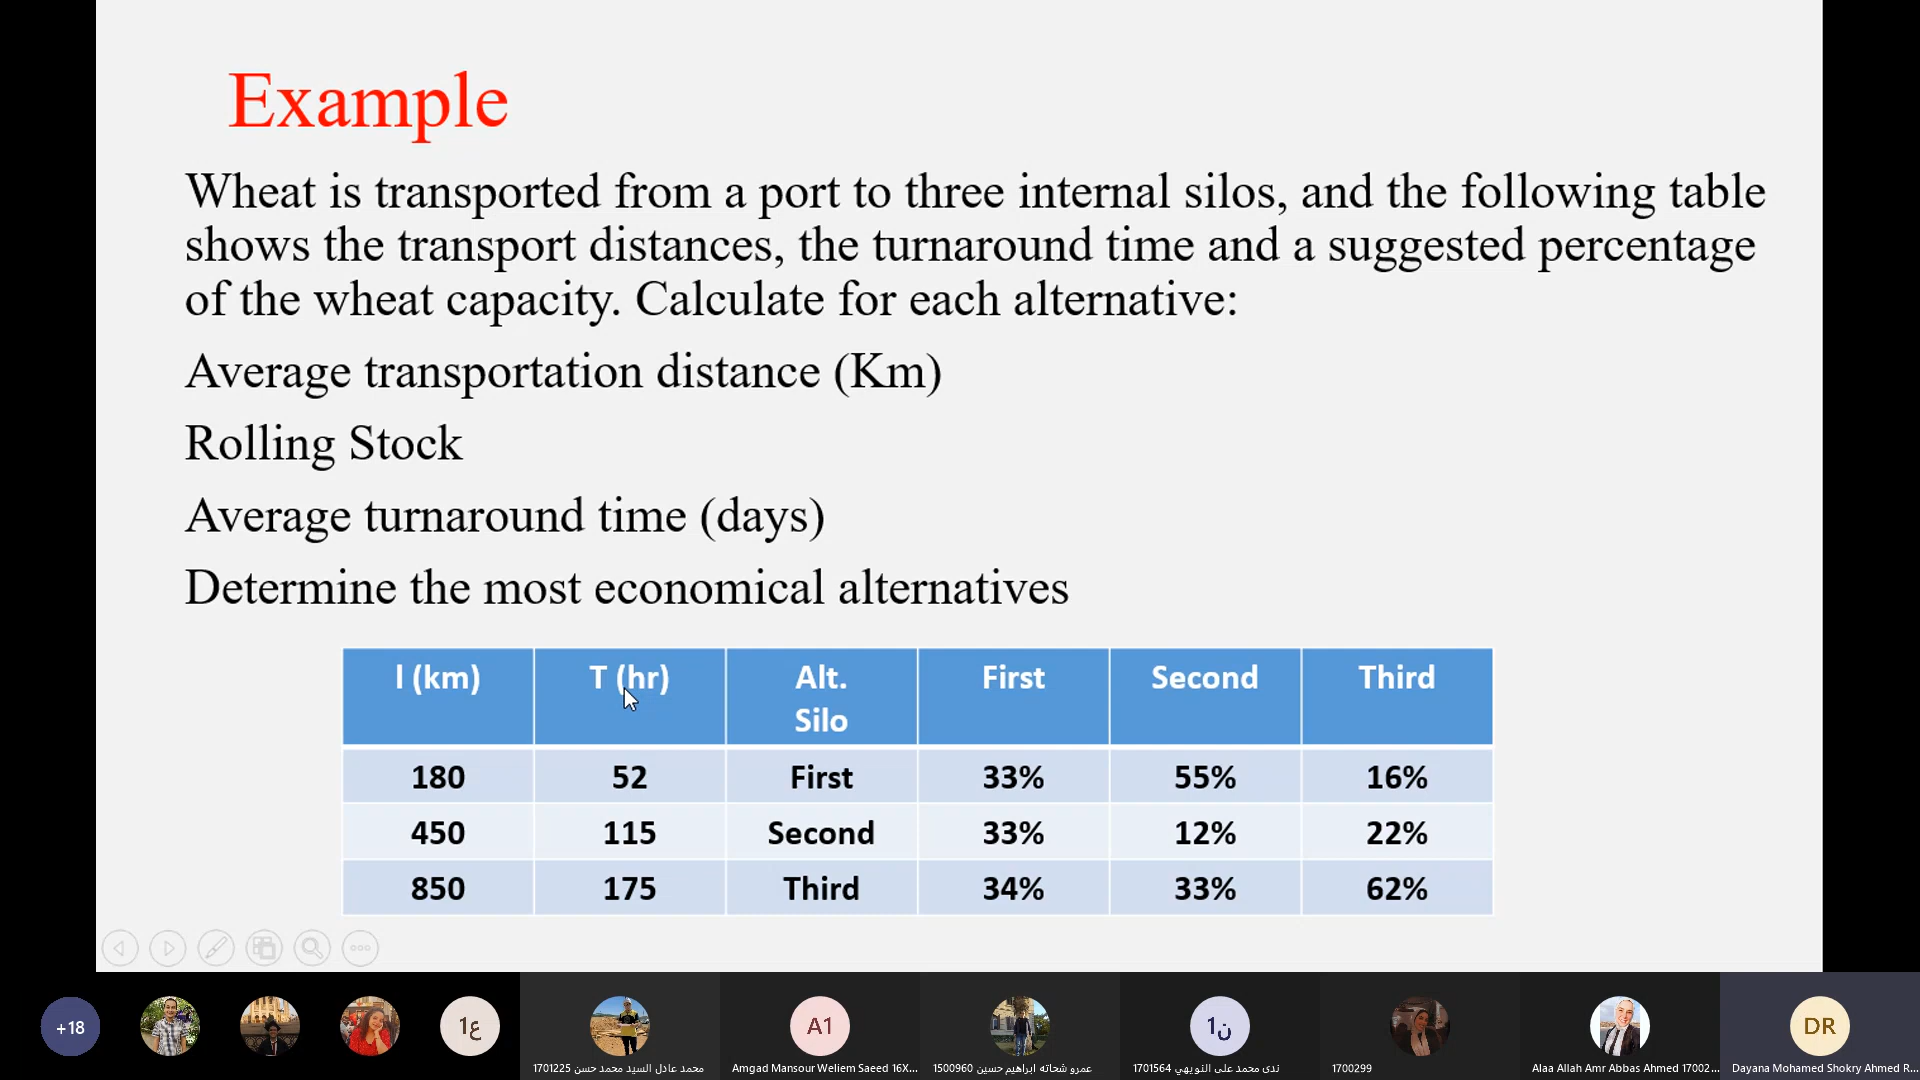 Example
Wheat is transported from a port to three internal silos, and the following table
shows the transport distances, the turnaround time and a suggested percentage
of the wheat capacity. Calculate for each alternative:
Average transportation distance (Km)
Rolling Stock
Average turnaround time (days)
Determine the most economical alternatives
l (km) T (hr) Alt. Silo First Second Third
180 52 First 33% 55% 16%
450 115 Second 33% 12% 22%
850 175 Third 34% 33% 62%
+18 ع1 A1 ن1 DR
محمد عادل السيد محمد حسن 1701225
Amgad Mansour Weliem Saeed 16X...
عمرو شحاته ابراهيم حسين 1500960
ندى محمد على النويهي 1701564
1700299
Alaa Allah Amr Abbas Ahmed 17002...
Dayana Mohamed Shokry Ahmed R...